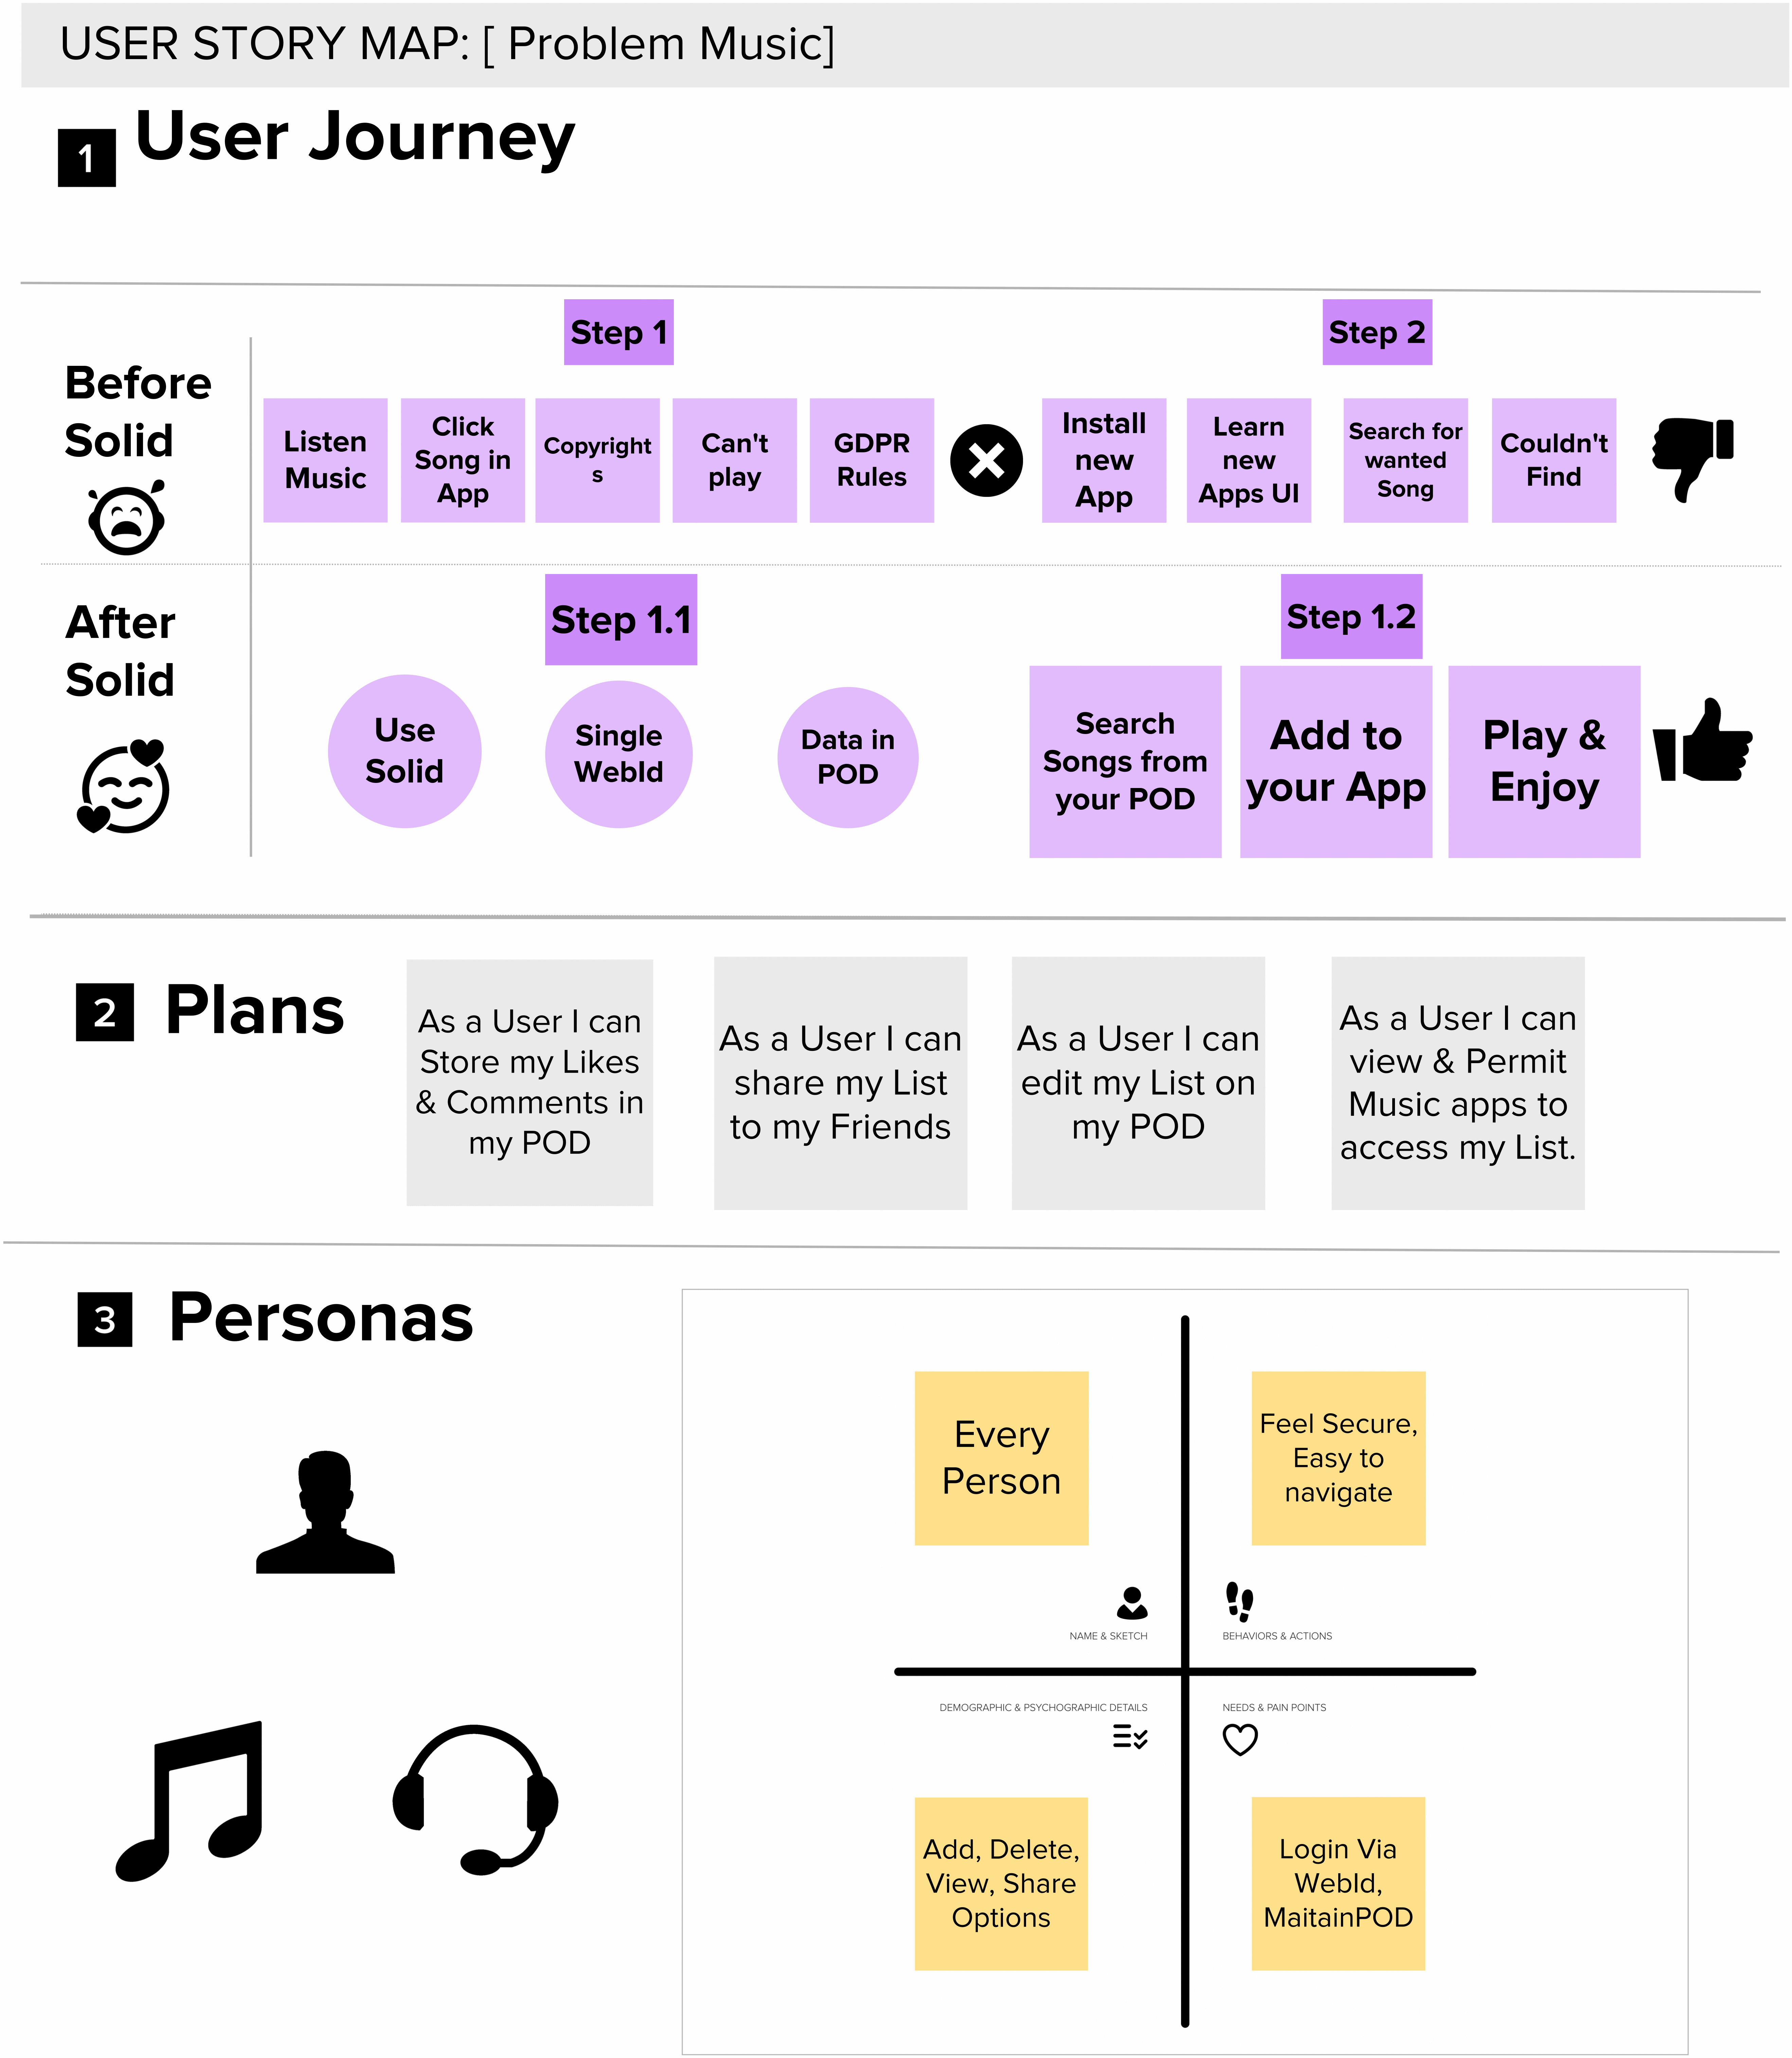 USER STORY MAP: [ Problem Music]
1
User Journey
Step 1
Step 2
Before
Solid
Listen
Music
Click
Song in
App
Copyright
s
Can't
play
GDPR
Rules
Install
new
App
Learn
new
Apps UI
Search for
wanted
Song
Couldn't
Find
After
Solid
Step 1.1
Step 1.2
Use
Solid
Single
WebId
Data in
POD
Search
Songs from
your POD
Add to
your App
Play &
Enjoy
2
Plans
As a User I can
Store my Likes
& Comments in
my POD
As a User I can
share my List
to my Friends
As a User I can
edit my List on
my POD
As a User I can
view & Permit
Music apps to
access my List.
3
Personas
Every
Person
Feel Secure,
Easy to
navigate
NAME & SKETCH
BEHAVIORS & ACTIONS
DEMOGRAPHIC & PSYCHOGRAPHIC DETAILS
NEEDS & PAIN POINTS
Add, Delete,
View, Share
Options
Login Via
WebId,
MaitainPOD